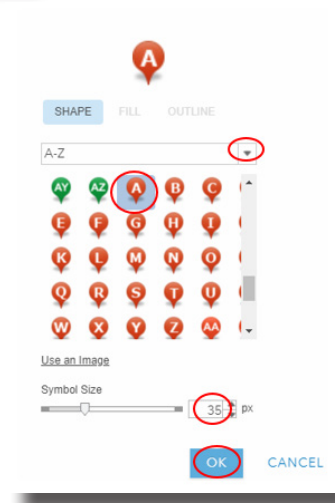 A
SHAPE FILL OUTLINE
A-Z
AY AZ A B C
E F G H I
K L M N O
Q R S T U
W X Y Z AA
Use an Image
Symbol Size
35 px
OK CANCEL